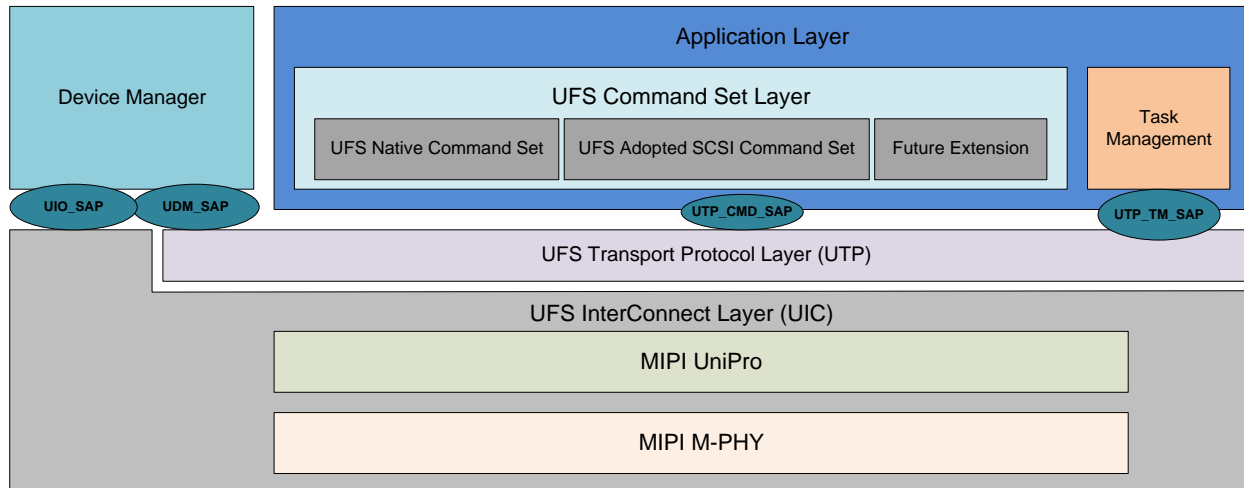 Device Manager
Application Layer
UFS Command Set Layer
UFS Native Command Set
UFS Adopted SCSI Command Set
Future Extension
Task
Management
UIO_SAP
UDM_SAP
UTP_CMD_SAP
UTP_TM_SAP
UFS Transport Protocol Layer (UTP)
UFS InterConnect Layer (UIC)
MIPI UniPro
MIPI M-PHY